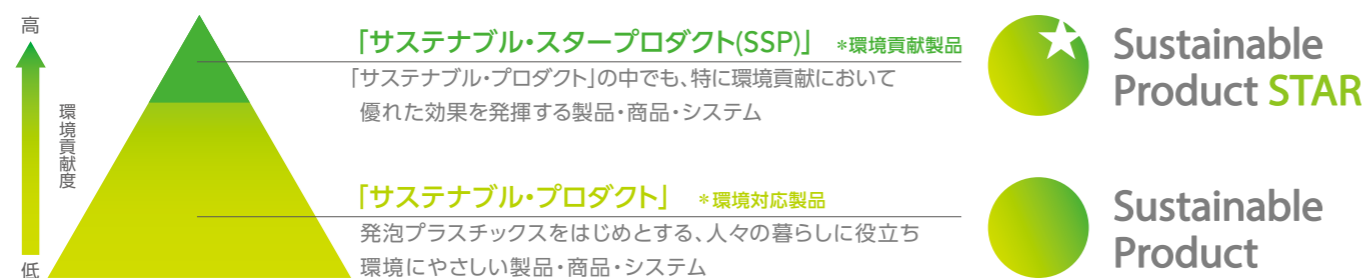 高
環境貢献度
低
「サステナブル・スタープロダクト(SSP)」 *環境貢献製品
「サステナブル・プロダクト」の中でも、特に環境貢献において
優れた効果を発揮する製品・商品・システム
Sustainable
Product STAR
「サステナブル・プロダクト」 *環境対応製品
発泡プラスチックスをはじめとする、人々の暮らしに役立ち
環境にやさしい製品・商品・システム
Sustainable
Product